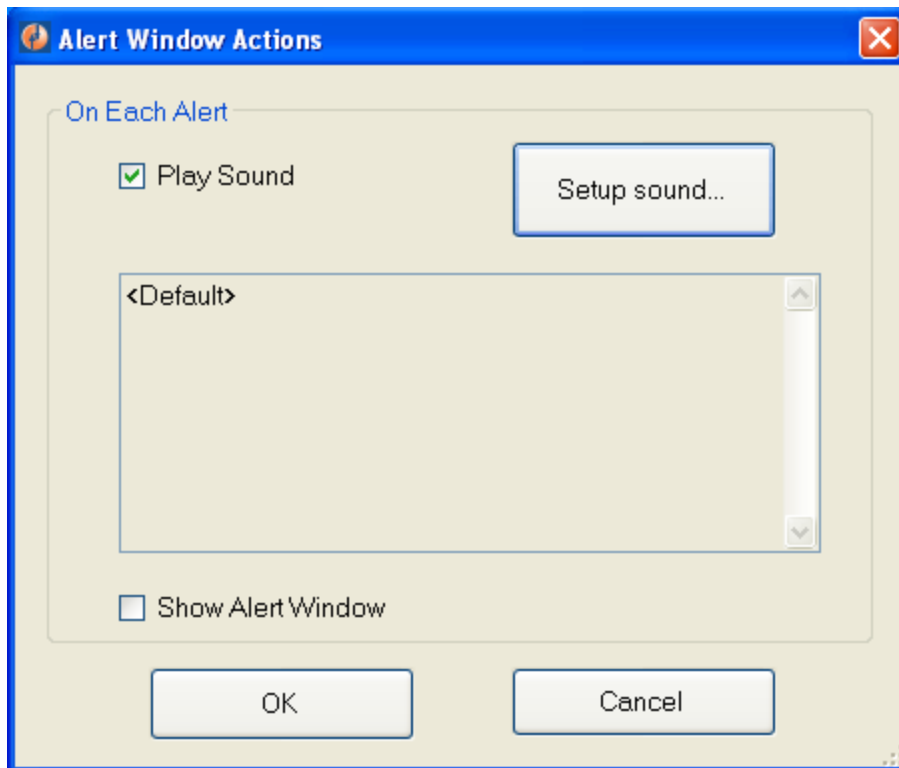 Alert Window Actions
On Each Alert
Play Sound
Setup sound...
<Default>
Show Alert Window
OK
Cancel